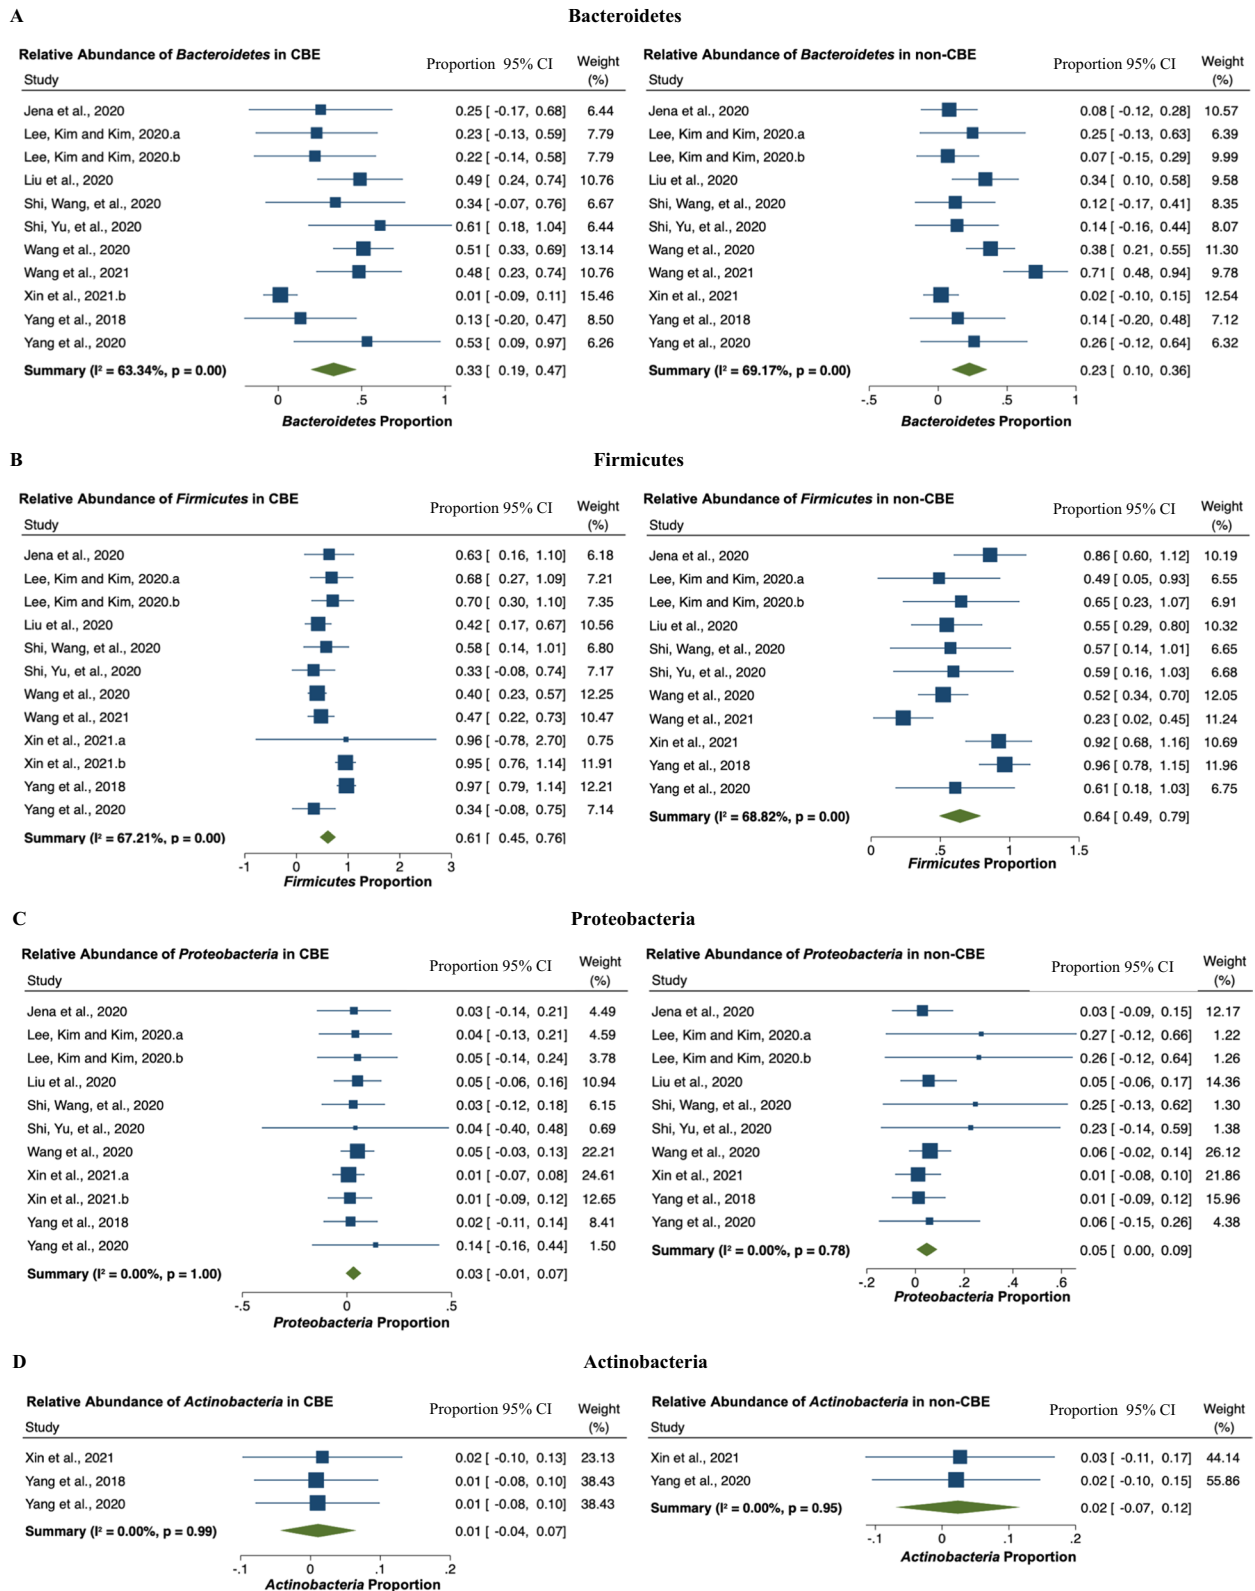 A
Bacteroidetes
Relative Abundance of Bacteroidetes in CBE
Proportion 95% CI
Weight
(%)
Study
Jena et al., 2020 0.25 [ -0.17, 0.68] 6.44
Lee, Kim and Kim, 2020.a 0.23 [ -0.13, 0.59] 7.79
Lee, Kim and Kim, 2020.b 0.22 [ -0.14, 0.58] 7.79
Liu et al., 2020 0.49 [ 0.24, 0.74] 10.76
Shi, Wang, et al., 2020 0.34 [ -0.07, 0.76] 6.67
Shi, Yu, et al., 2020 0.61 [ 0.18, 1.04] 6.44
Wang et al., 2020 0.51 [ 0.33, 0.69] 13.14
Wang et al., 2021 0.48 [ 0.23, 0.74] 10.76
Xin et al., 2021.b 0.01 [ -0.09, 0.11] 15.46
Yang et al., 2018 0.13 [ -0.20, 0.47] 8.50
Yang et al., 2020 0.53 [ 0.09, 0.97] 6.26
Summary (I² = 63.34%, p = 0.00) 0.33 [ 0.19, 0.47]
0 .5 1
Bacteroidetes Proportion
Relative Abundance of Bacteroidetes in non-CBE
Proportion 95% CI
Weight
(%)
Study
Jena et al., 2020 0.08 [ -0.12, 0.28] 10.57
Lee, Kim and Kim, 2020.a 0.25 [ -0.13, 0.63] 6.39
Lee, Kim and Kim, 2020.b 0.07 [ -0.15, 0.29] 9.99
Liu et al., 2020 0.34 [ 0.10, 0.58] 9.58
Shi, Wang, et al., 2020 0.12 [ -0.17, 0.41] 8.35
Shi, Yu, et al., 2020 0.14 [ -0.16, 0.44] 8.07
Wang et al., 2020 0.38 [ 0.21, 0.55] 11.30
Wang et al., 2021 0.71 [ 0.48, 0.94] 9.78
Xin et al., 2021 0.02 [ -0.10, 0.15] 12.54
Yang et al., 2018 0.14 [ -0.20, 0.48] 7.12
Yang et al., 2020 0.26 [ -0.12, 0.64] 6.32
Summary (I² = 69.17%, p = 0.00) 0.23 [ 0.10, 0.36]
-.5 0 .5 1
Bacteroidetes Proportion
B
Firmicutes
Relative Abundance of Firmicutes in CBE
Proportion 95% CI
Weight
(%)
Study
Jena et al., 2020 0.63 [ 0.16, 1.10] 6.18
Lee, Kim and Kim, 2020.a 0.68 [ 0.27, 1.09] 7.21
Lee, Kim and Kim, 2020.b 0.70 [ 0.30, 1.10] 7.35
Liu et al., 2020 0.42 [ 0.17, 0.67] 10.56
Shi, Wang, et al., 2020 0.58 [ 0.14, 1.01] 6.80
Shi, Yu, et al., 2020 0.33 [ -0.08, 0.74] 7.17
Wang et al., 2020 0.40 [ 0.23, 0.57] 12.25
Wang et al., 2021 0.47 [ 0.22, 0.73] 10.47
Xin et al., 2021.a 0.96 [ -0.78, 2.70] 0.75
Xin et al., 2021.b 0.95 [ 0.76, 1.14] 11.91
Yang et al., 2018 0.97 [ 0.79, 1.14] 12.21
Yang et al., 2020 0.34 [ -0.08, 0.75] 7.14
Summary (I² = 67.21%, p = 0.00) 0.61 [ 0.45, 0.76]
-1 0 1 2 3
Firmicutes Proportion
Relative Abundance of Firmicutes in non-CBE
Proportion 95% CI
Weight
(%)
Study
Jena et al., 2020 0.86 [ 0.60, 1.12] 10.19
Lee, Kim and Kim, 2020.a 0.49 [ 0.05, 0.93] 6.55
Lee, Kim and Kim, 2020.b 0.65 [ 0.23, 1.07] 6.91
Liu et al., 2020 0.55 [ 0.29, 0.80] 10.32
Shi, Wang, et al., 2020 0.57 [ 0.14, 1.01] 6.65
Shi, Yu, et al., 2020 0.59 [ 0.16, 1.03] 6.68
Wang et al., 2020 0.52 [ 0.34, 0.70] 12.05
Wang et al., 2021 0.23 [ 0.02, 0.45] 11.24
Xin et al., 2021 0.92 [ 0.68, 1.16] 10.69
Yang et al., 2018 0.96 [ 0.78, 1.15] 11.96
Yang et al., 2020 0.61 [ 0.18, 1.03] 6.75
Summary (I² = 68.82%, p = 0.00) 0.64 [ 0.49, 0.79]
0 .5 1 1.5
Firmicutes Proportion
C
Proteobacteria
Relative Abundance of Proteobacteria in CBE
Proportion 95% CI
Weight
(%)
Study
Jena et al., 2020 0.03 [ -0.14, 0.21] 4.49
Lee, Kim and Kim, 2020.a 0.04 [ -0.13, 0.21] 4.59
Lee, Kim and Kim, 2020.b 0.05 [ -0.14, 0.24] 3.78
Liu et al., 2020 0.05 [ -0.06, 0.16] 10.94
Shi, Wang, et al., 2020 0.03 [ -0.12, 0.18] 6.15
Shi, Yu, et al., 2020 0.04 [ -0.40, 0.48] 0.69
Wang et al., 2020 0.05 [ -0.03, 0.13] 22.21
Xin et al., 2021.a 0.01 [ -0.07, 0.08] 24.61
Xin et al., 2021.b 0.01 [ -0.09, 0.12] 12.65
Yang et al., 2018 0.02 [ -0.11, 0.14] 8.41
Yang et al., 2020 0.14 [ -0.16, 0.44] 1.50
Summary (I² = 0.00%, p = 1.00) 0.03 [ -0.01, 0.07]
-.5 0 .5
Proteobacteria Proportion
Relative Abundance of Proteobacteria in non-CBE
Proportion 95% CI
Weight
(%)
Study
Jena et al., 2020 0.03 [ -0.09, 0.15] 12.17
Lee, Kim and Kim, 2020.a 0.27 [ -0.12, 0.66] 1.22
Lee, Kim and Kim, 2020.b 0.26 [ -0.12, 0.64] 1.26
Liu et al., 2020 0.05 [ -0.06, 0.17] 14.36
Shi, Wang, et al., 2020 0.25 [ -0.13, 0.62] 1.30
Shi, Yu, et al., 2020 0.23 [ -0.14, 0.59] 1.38
Wang et al., 2020 0.06 [ -0.02, 0.14] 26.12
Xin et al., 2021 0.01 [ -0.08, 0.10] 21.86
Yang et al., 2018 0.01 [ -0.09, 0.12] 15.96
Yang et al., 2020 0.06 [ -0.15, 0.26] 4.38
Summary (I² = 0.00%, p = 0.78) 0.05 [ 0.00, 0.09]
-.2 0 .2 .4 .6
Proteobacteria Proportion
D
Actinobacteria
Relative Abundance of Actinobacteria in CBE
Proportion 95% CI
Weight
(%)
Study
Xin et al., 2021 0.02 [ -0.10, 0.13] 23.13
Yang et al., 2018 0.01 [ -0.08, 0.10] 38.43
Yang et al., 2020 0.01 [ -0.08, 0.10] 38.43
Summary (I² = 0.00%, p = 0.99) 0.01 [ -0.04, 0.07]
-.1 0 .1 .2
Actinobacteria Proportion
Relative Abundance of Actinobacteria in non-CBE
Proportion 95% CI
Weight
(%)
Study
Xin et al., 2021 0.03 [ -0.11, 0.17] 44.14
Yang et al., 2020 0.02 [ -0.10, 0.15] 55.86
Summary (I² = 0.00%, p = 0.95) 0.02 [ -0.07, 0.12]
-.1 0 .1 .2
Actinobacteria Proportion